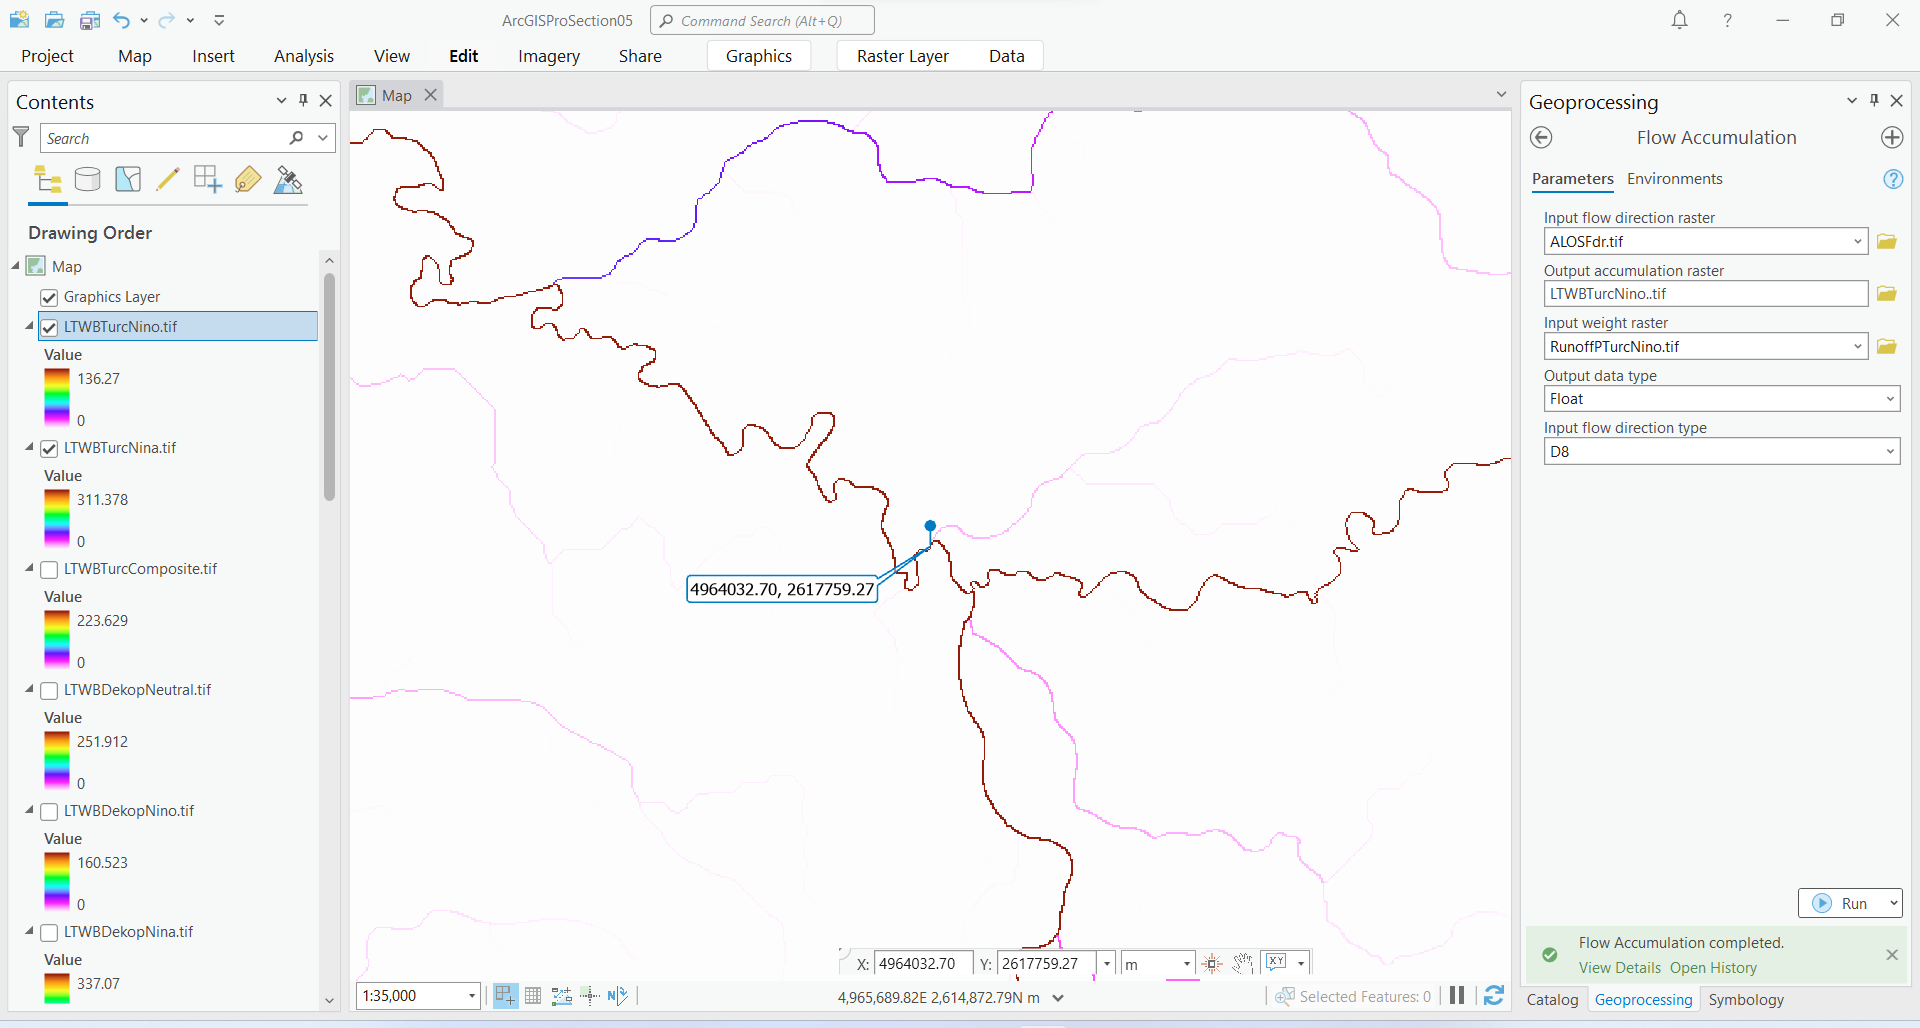 ArcGISProSection05
Command Search (Alt+Q)
?
Project Map Insert Analysis View Edit Imagery Share Graphics Raster Layer Data
Contents
Search
Drawing Order
Map
Graphics Layer
LTWBTurcNino.tif
Value
136.27
0
LTWBTurcNina.tif
Value
311.378
0
LTWBTurcComposite.tif
Value
223.629
0
LTWBDekopNeutral.tif
Value
251.912
0
LTWBDekopNino.tif
Value
160.523
0
LTWBDekopNina.tif
Value
337.07
Map
4964032.70, 2617759.27
X: 4964032.70 Y: 2617759.27 m XY
1:35,000
N
4,965,689.82E 2,614,872.79N m
Selected Features: 0
Geoprocessing
Flow Accumulation
Parameters Environments
?
Input flow direction raster
ALOSFdr.tif
Output accumulation raster
LTWBTurcNino..tif
Input weight raster
RunoffPTurcNino.tif
Output data type
Float
Input flow direction type
D8
Run
Flow Accumulation completed.
View Details Open History
Catalog Geoprocessing Symbology